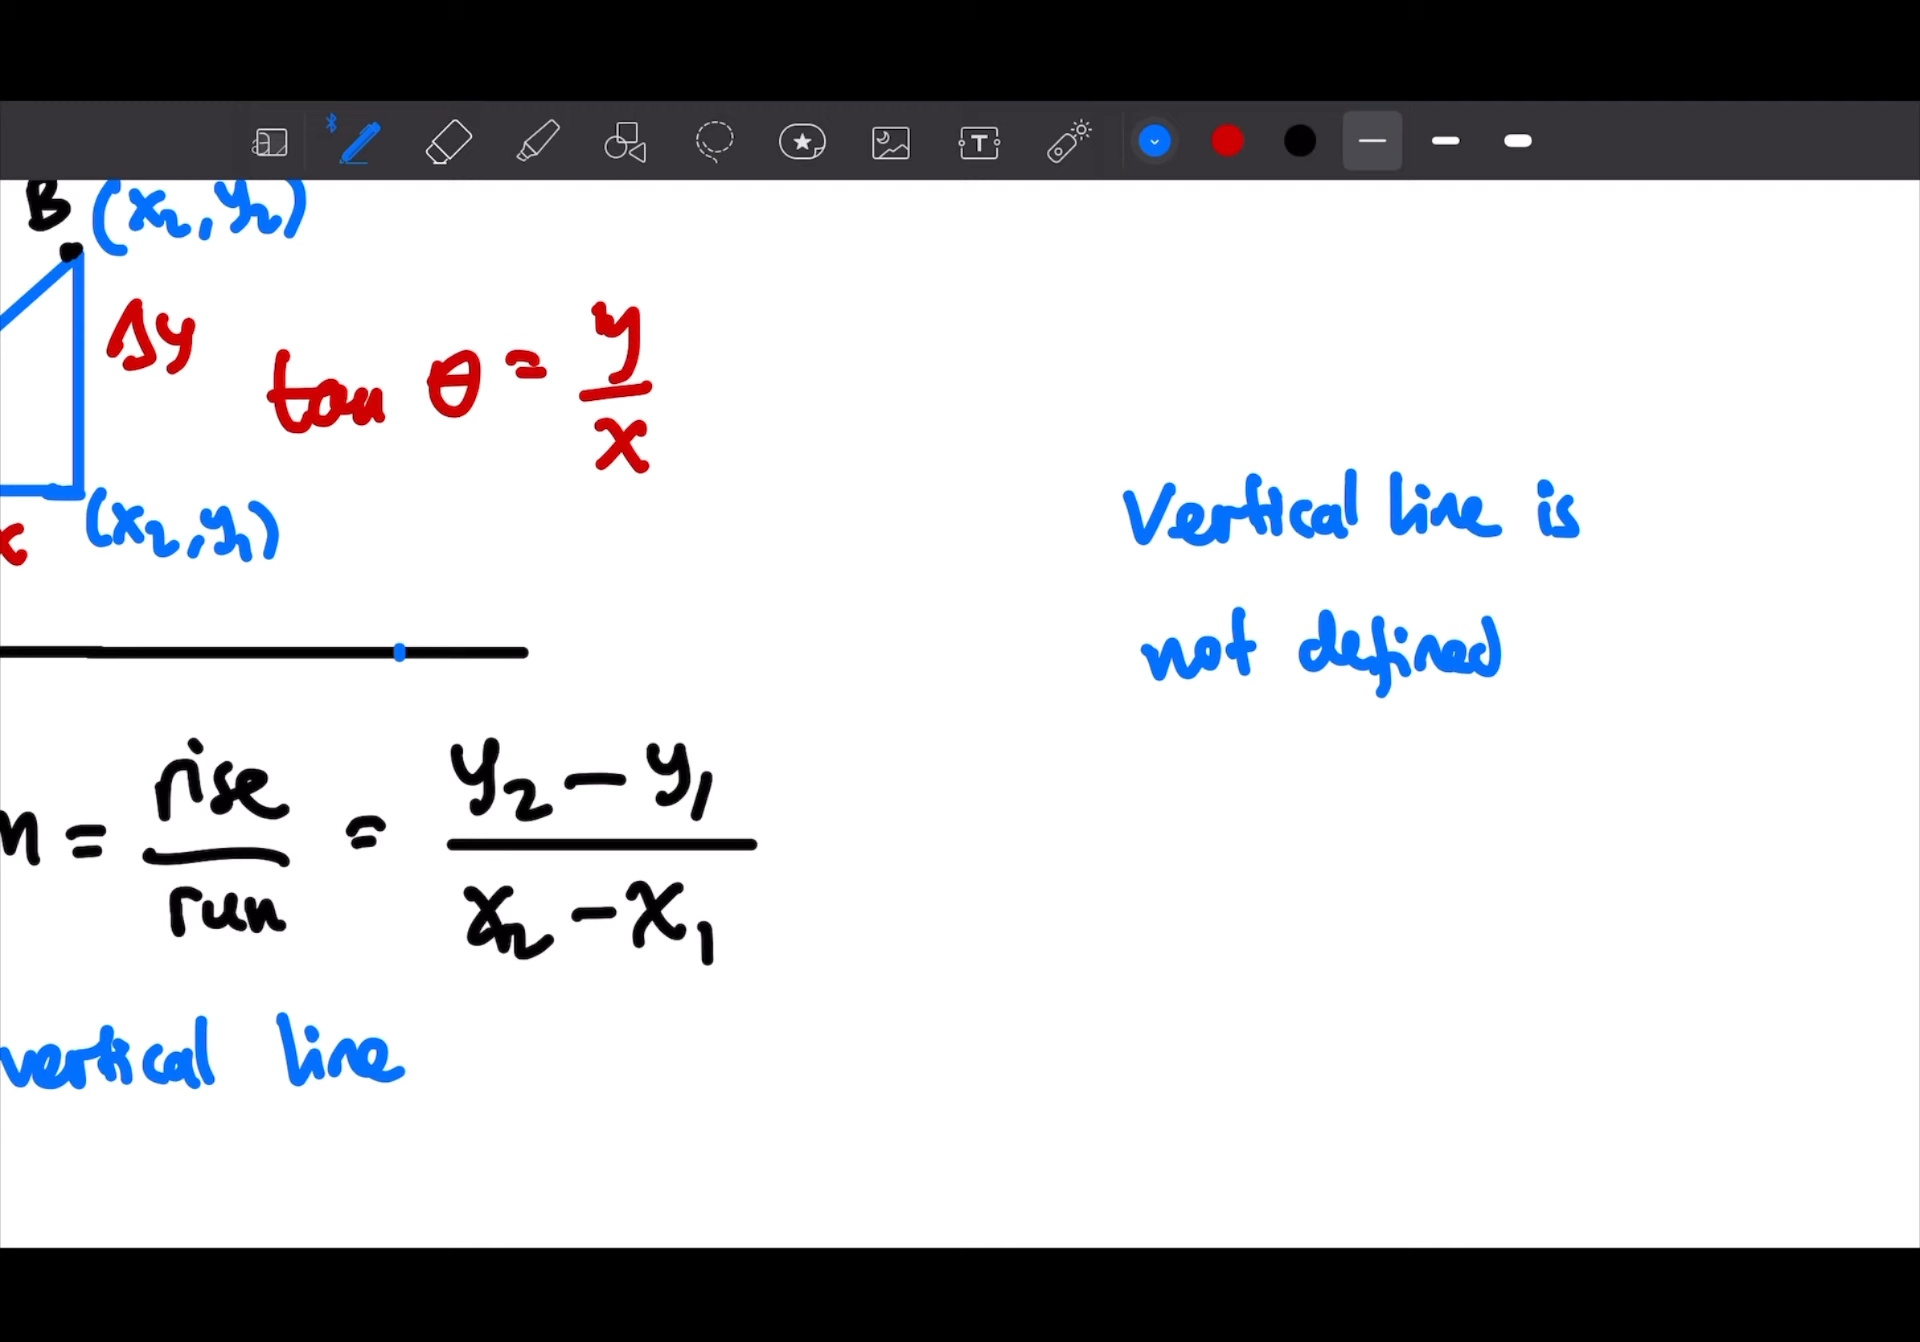 B (x₂, y₂)
Δy
tan θ = y/x
x (x₂, y₁)
Vertical line is
not defined
m = rise/run = (y₂ − y₁)/(x₂ − x₁)
vertical line